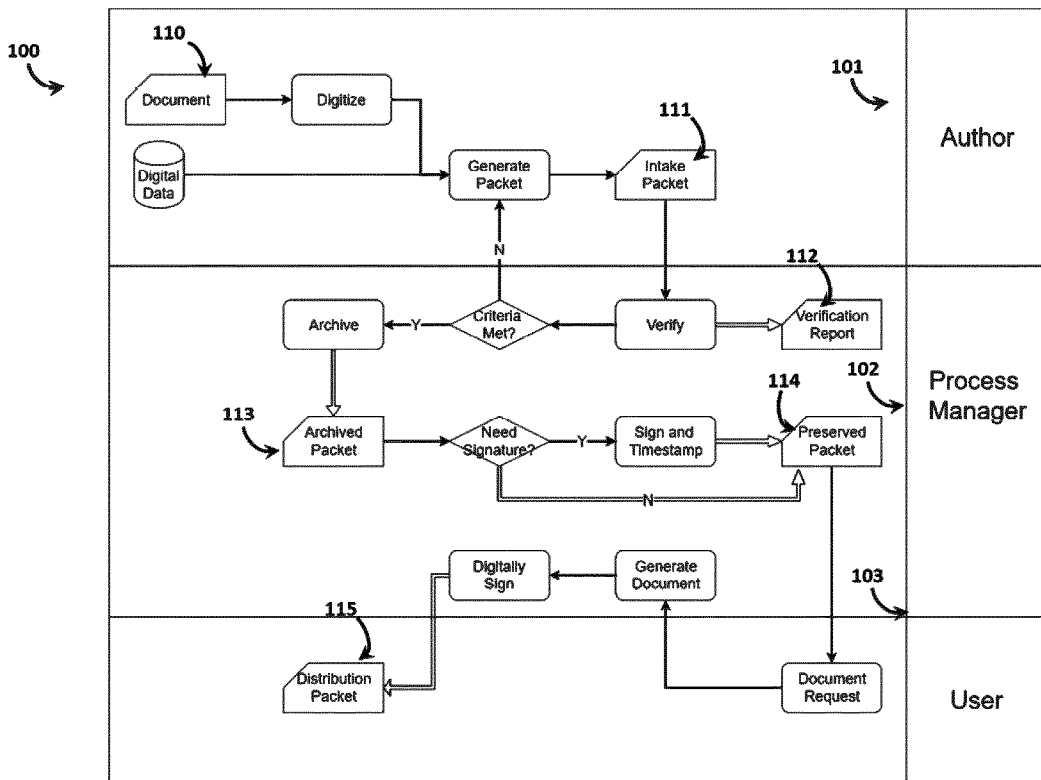 100
110
Document
Digitize
101
Author
Digital
Data
Generate
Packet
111
Intake
Packet
N
112
Archive
Y
Criteria
Met?
Verify
Verification
Report
102
Process
Manager
113
Archived
Packet
Need
Signature?
Y
Sign and
Timestamp
114
Preserved
Packet
N
Digitally
Sign
Generate
Document
103
115
Distribution
Packet
Document
Request
User